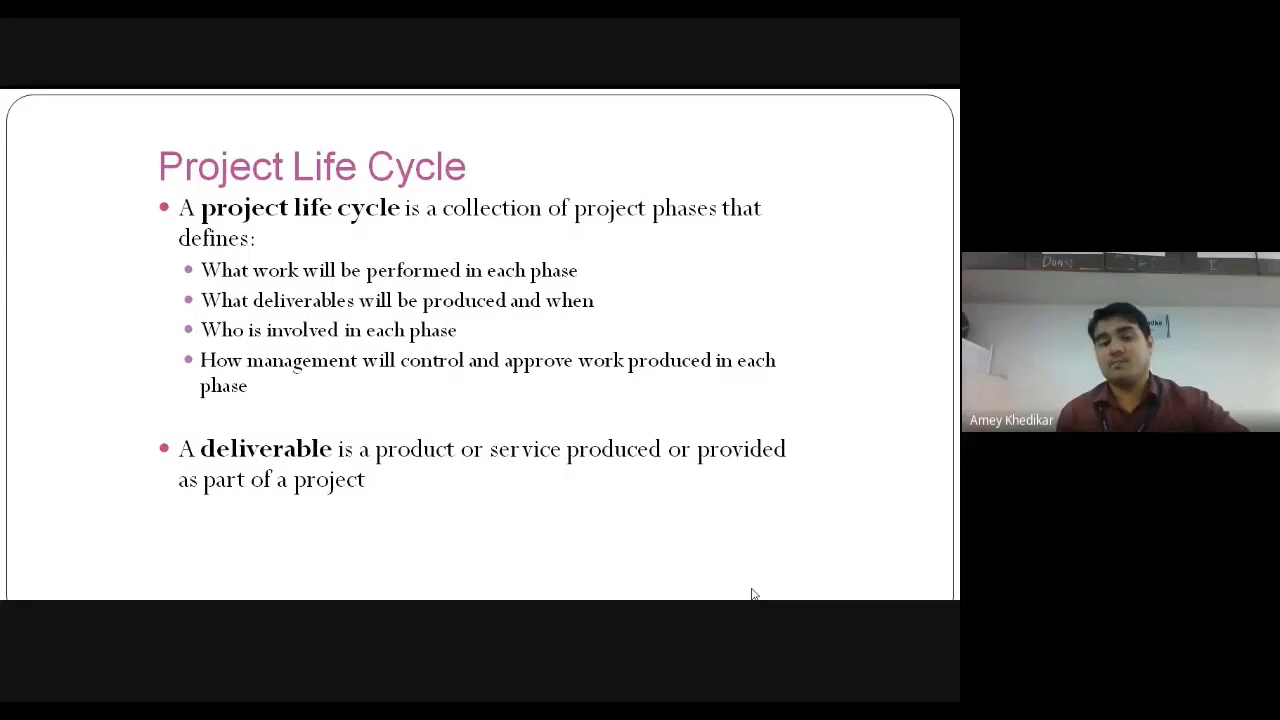 Project Life Cycle
• A project life cycle is a collection of project phases that
defines:
• What work will be performed in each phase
• What deliverables will be produced and when
• Who is involved in each phase
• How management will control and approve work produced in each
phase
• A deliverable is a product or service produced or provided
as part of a project
Amey Khedikar